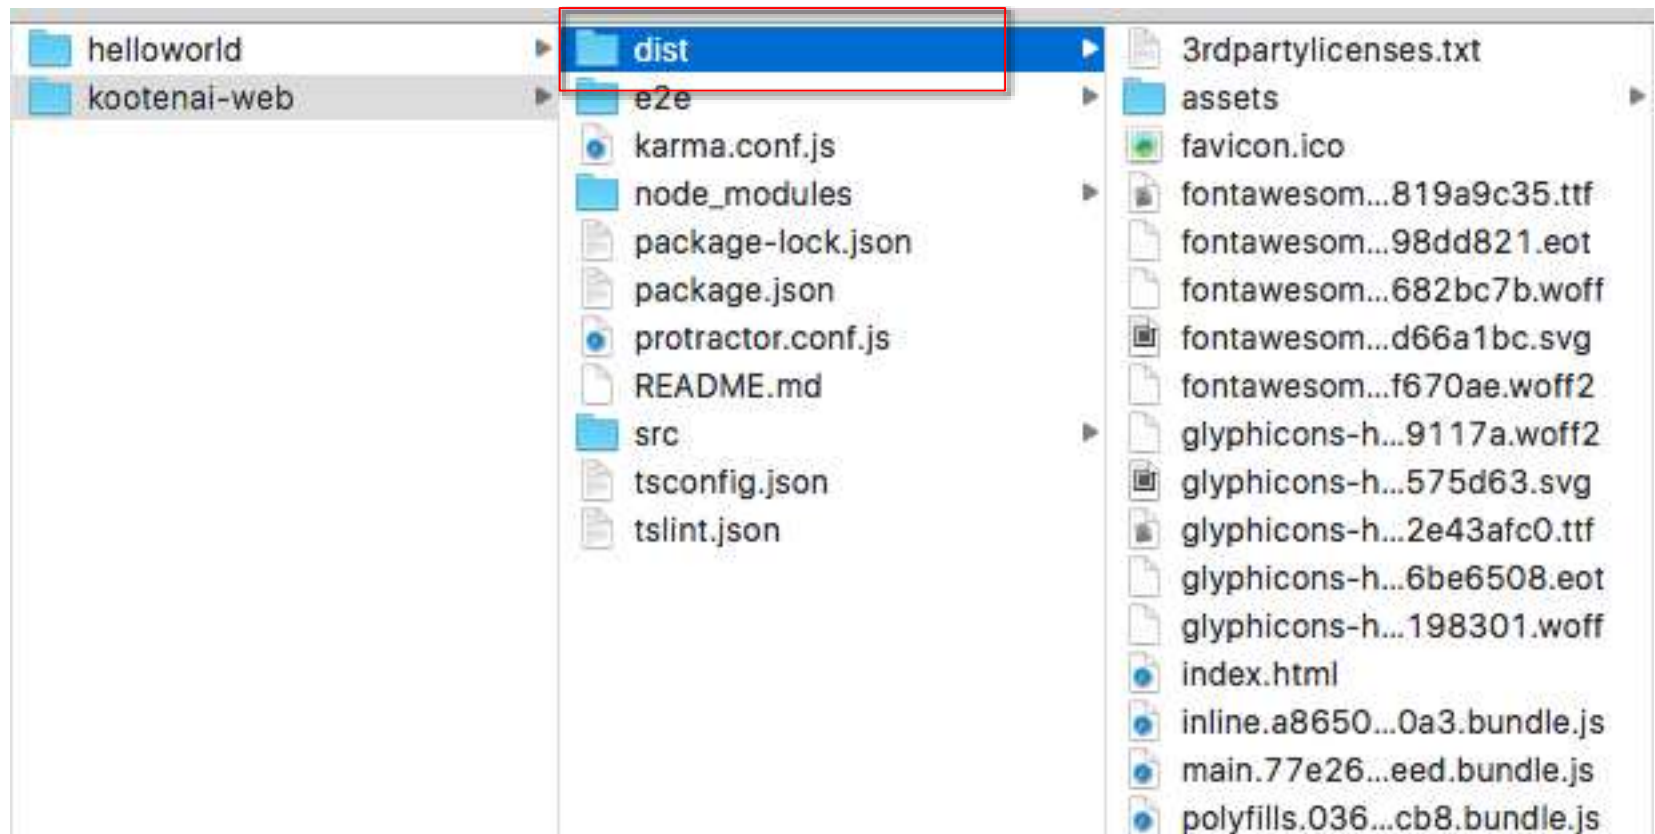 helloworld
kootenai-web
dist
e2e
karma.conf.js
node_modules
package-lock.json
package.json
protractor.conf.js
README.md
src
tsconfig.json
tslint.json
3rdpartylicenses.txt
assets
favicon.ico
fontawesom...819a9c35.ttf
fontawesom...98dd821.eot
fontawesom...682bc7b.woff
fontawesom...d66a1bc.svg
fontawesom...f670ae.woff2
glyphicons-h...9117a.woff2
glyphicons-h...575d63.svg
glyphicons-h...2e43afc0.ttf
glyphicons-h...6be6508.eot
glyphicons-h...198301.woff
index.html
inline.a8650...0a3.bundle.js
main.77e26...eed.bundle.js
polyfills.036...cb8.bundle.js